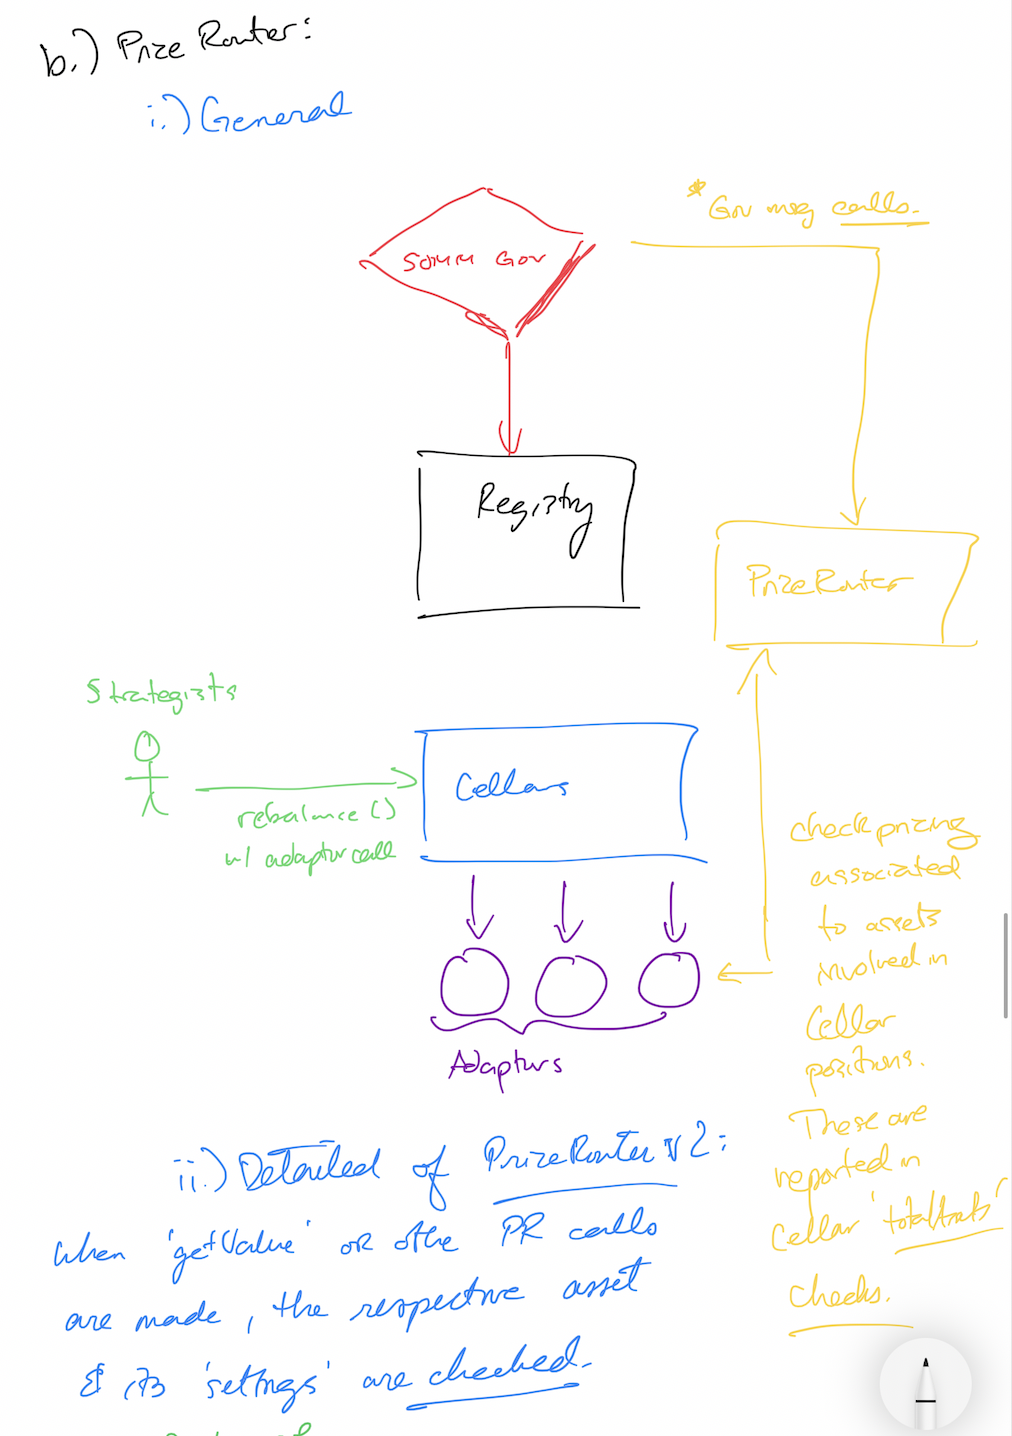 b.) Prize Router:
i.) General
*Gov msg calls.
SOMM Gov
Registry
PrizeRouter
Strategists
Cellars
rebalance ()
w/ adaptor call
check prizing
associated
to assets
involved in
Cellar
positions.
Adaptors
These are
reported in
Cellar 'totalAssets'
checks.
ii.) Detailed of PrizeRouter v2:
When 'getValue' or othe PR calls
are made, the respective asset
& its 'settings' are checked.